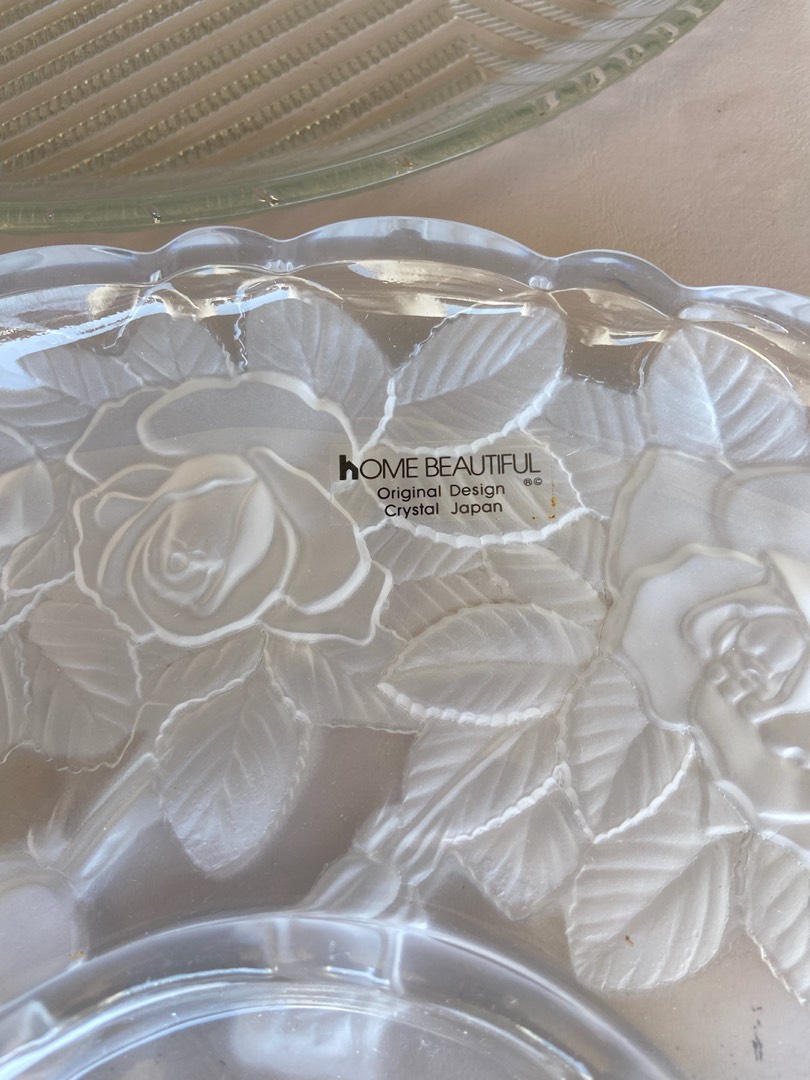 hOME BEAUTIFUL
®©
Original Design
Crystal Japan